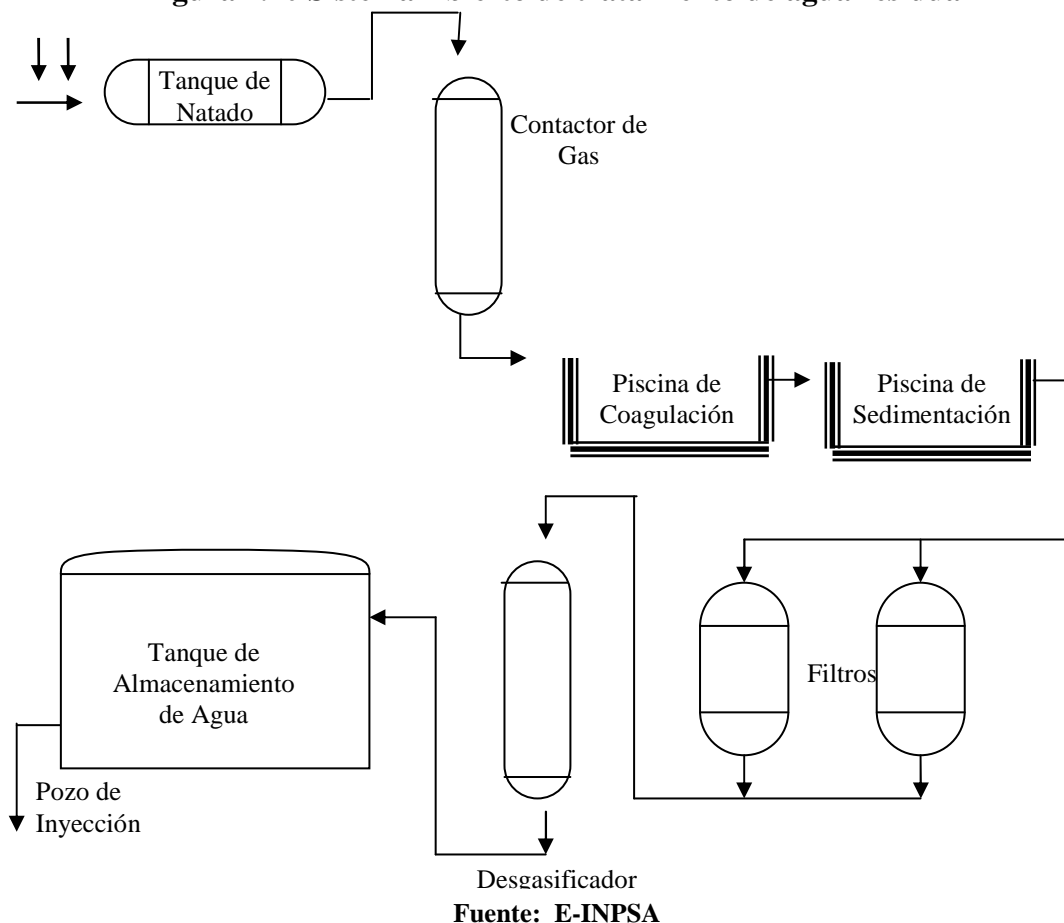 Tanque de
Natado
Contactor de
Gas
Piscina de
Coagulación
Piscina de
Sedimentación
Tanque de
Almacenamiento
de Agua
Filtros
Pozo de
Inyección
Desgasificador
Fuente: E-INPSA